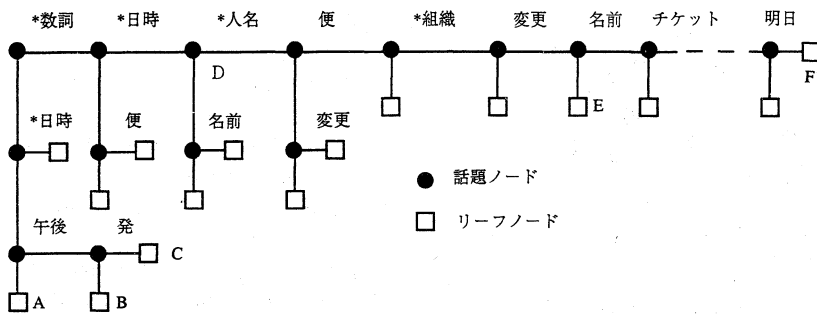 *数詞 *日時 *人名 便 *組織 変更 名前 チケット 明日
D
F
E
*日時 便 名前 変更
話題ノード
リーフノード
午後 発
C
A B